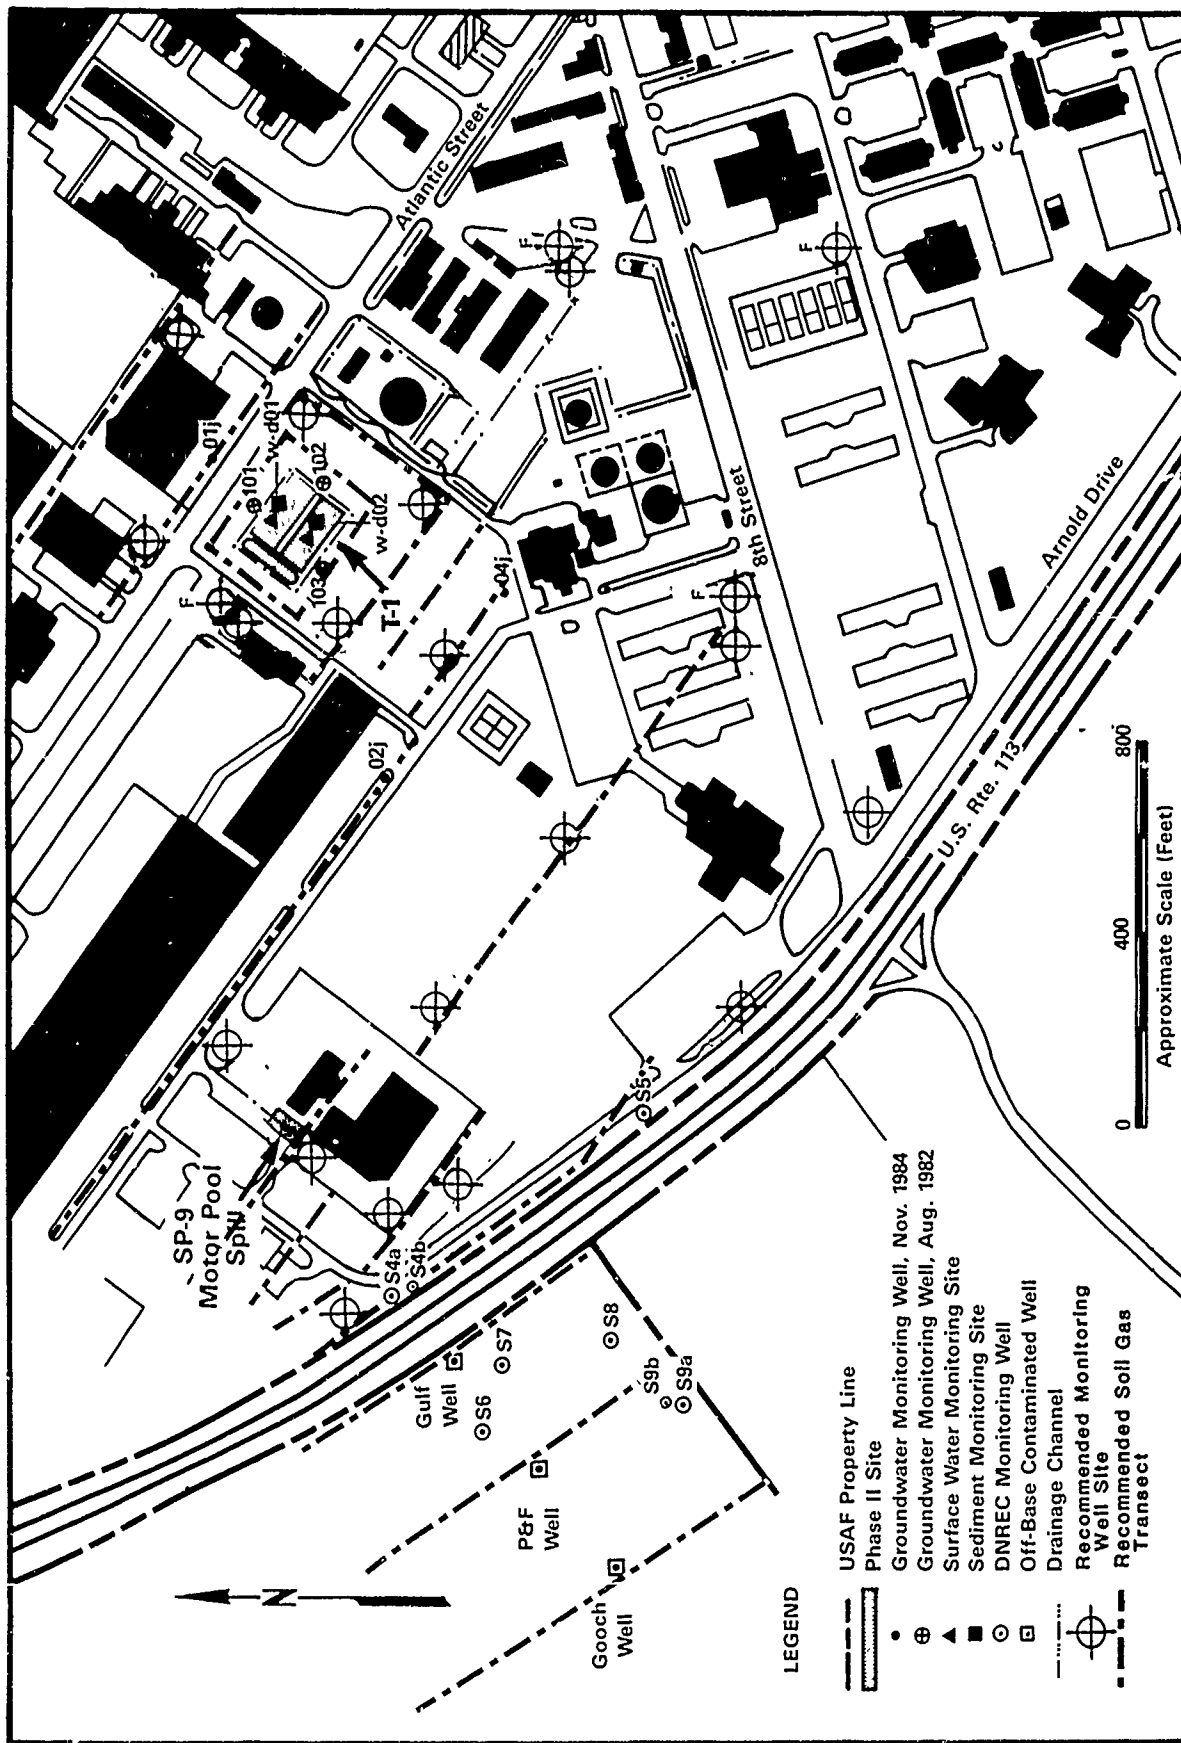 Atlantic Street
8th Street
Arnold Drive
U.S. Rte. 113
01j
101
w-d01
102
w-d02
103
T-1
04j
02j
F
F
F
F
SP-9
Motor Pool
Spill
S4a
S4b
S5
Gulf
Well
S7
S6
S8
S9b
S9a
P&F
Well
Gooch
Well
N
LEGEND
USAF Property Line
Phase II Site
Groundwater Monitoring Well, Nov. 1984
Groundwater Monitoring Well, Aug. 1982
Surface Water Monitoring Site
Sediment Monitoring Site
DNREC Monitoring Well
Off-Base Contaminated Well
Drainage Channel
Recommended Monitoring
Well Site
Recommended Soil Gas
Transect
0 400 800
Approximate Scale (Feet)